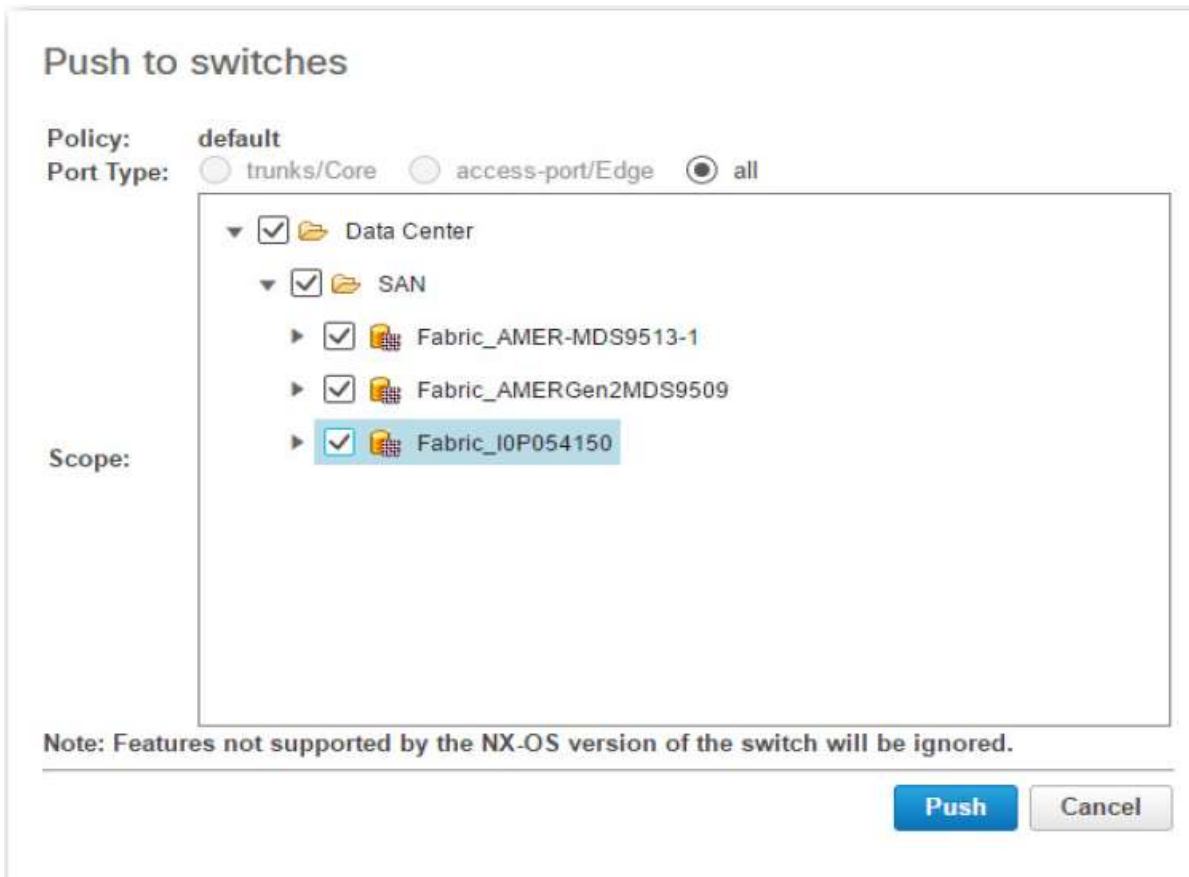 Push to switches
Policy: default
Port Type: trunks/Core access-port/Edge all
Data Center
SAN
Fabric_AMER-MDS9513-1
Fabric_AMERGen2MDS9509
Fabric_I0P054150
Scope:
Note: Features not supported by the NX-OS version of the switch will be ignored.
Push Cancel